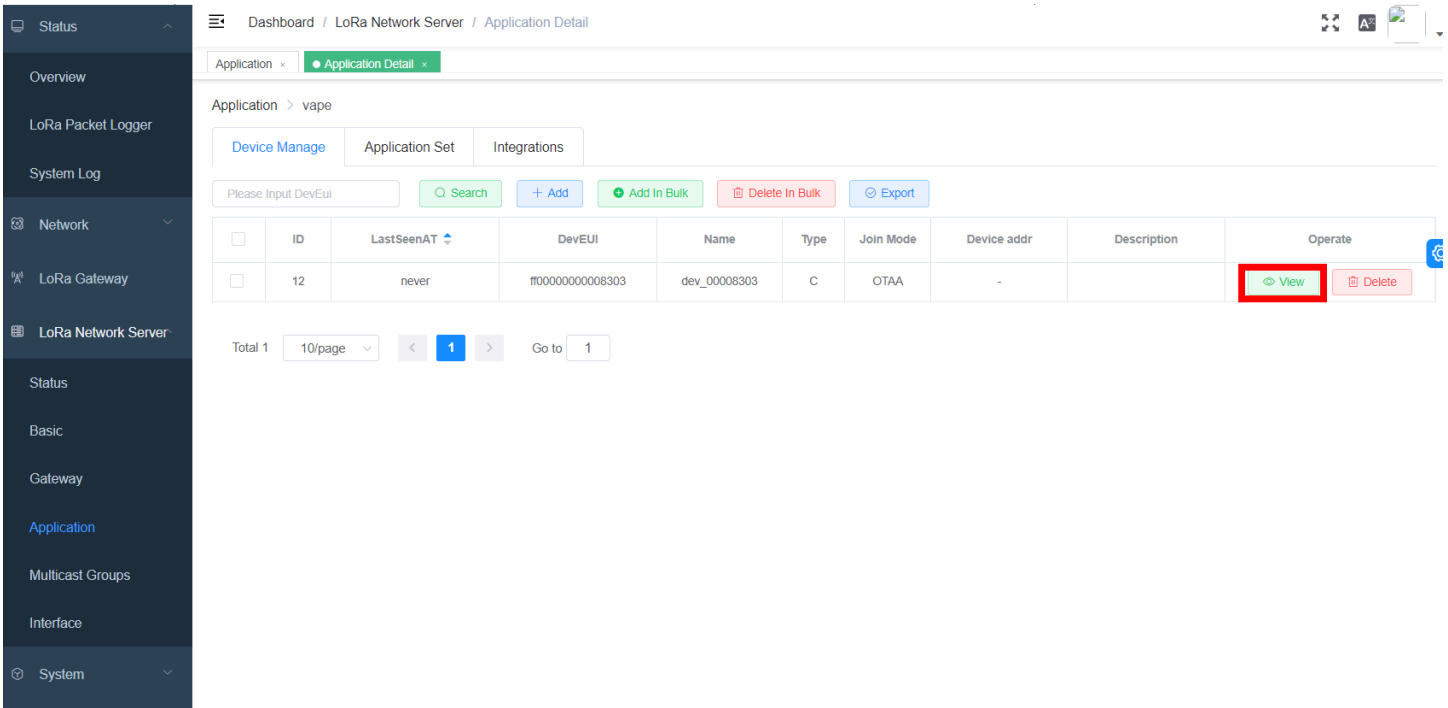 Status
Overview
LoRa Packet Logger
System Log
Network
LoRa Gateway
LoRa Network Server
Status
Basic
Gateway
Application
Multicast Groups
Interface
System
Dashboard / LoRa Network Server / Application Detail
Application × Application Detail ×
Application > vape
Device Manage Application Set Integrations
Please Input DevEui Search + Add Add In Bulk Delete In Bulk Export
ID LastSeenAT DevEUI Name Type Join Mode Device addr Description Operate
12 never ff00000000008303 dev_00008303 C OTAA - View Delete
Total 1 10/page < 1 > Go to 1